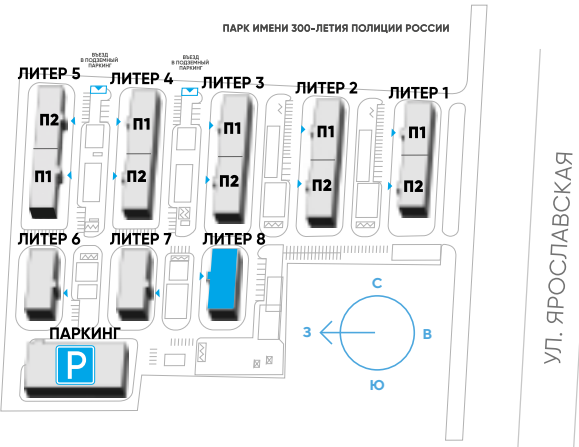 ПАРК ИМЕНИ 300-ЛЕТИЯ ПОЛИЦИИ РОССИИ
ВЪЕЗД
В ПОДЗЕМНЫЙ
ПАРКИНГ
ВЪЕЗД
В ПОДЗЕМНЫЙ
ПАРКИНГ
ЛИТЕР 5
ЛИТЕР 4
ЛИТЕР 3
ЛИТЕР 2
ЛИТЕР 1
П2
П1
П1
П2
П1
П2
П1
П2
П1
П2
УЛ. ЯРОСЛАВСКАЯ
ЛИТЕР 6
ЛИТЕР 7
ЛИТЕР 8
С
З
В
Ю
ПАРКИНГ
P